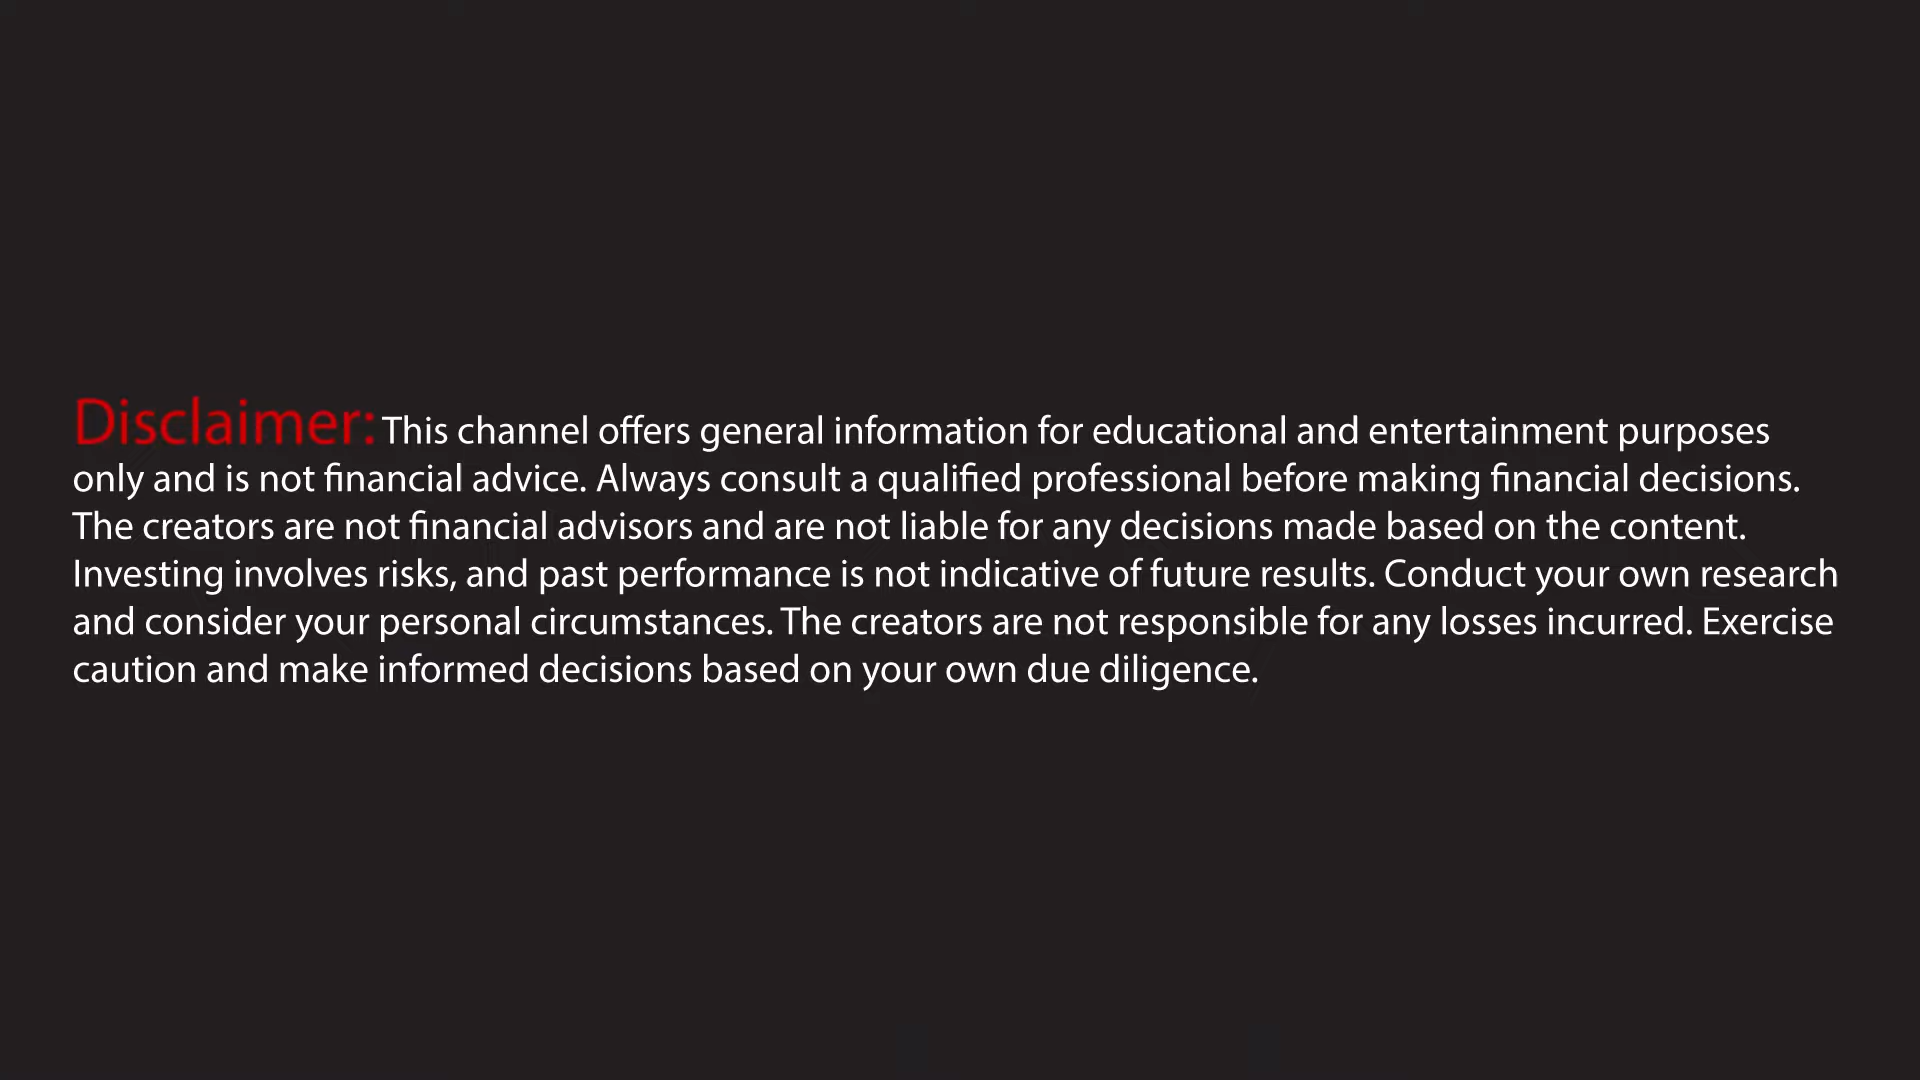 Disclaimer: This channel offers general information for educational and entertainment purposes
only and is not financial advice. Always consult a qualified professional before making financial decisions.
The creators are not financial advisors and are not liable for any decisions made based on the content.
Investing involves risks, and past performance is not indicative of future results. Conduct your own research
and consider your personal circumstances. The creators are not responsible for any losses incurred. Exercise
caution and make informed decisions based on your own due diligence.